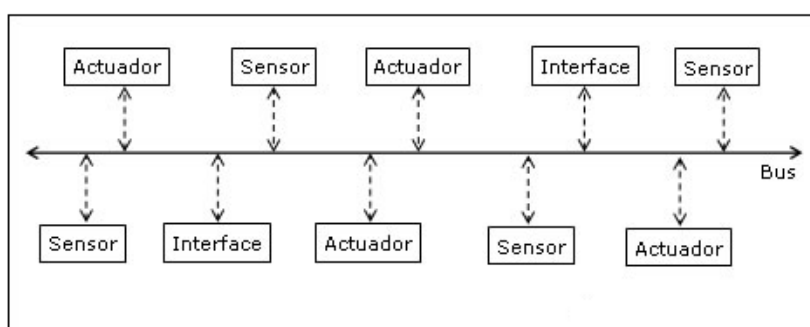 Actuador Sensor Actuador Interface Sensor
Bus
Sensor Interface Actuador Sensor Actuador